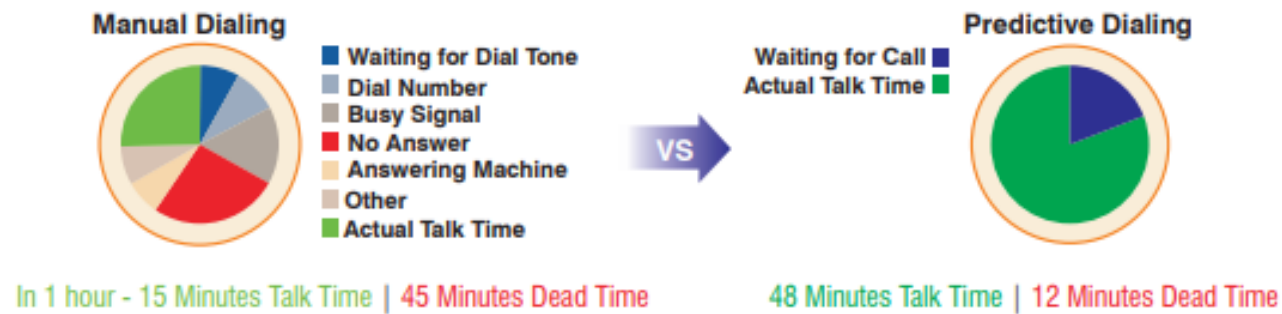 Manual Dialing
Waiting for Dial Tone
Dial Number
Busy Signal
No Answer
Answering Machine
Other
Actual Talk Time
VS
Predictive Dialing
Waiting for Call
Actual Talk Time
In 1 hour - 15 Minutes Talk Time | 45 Minutes Dead Time
48 Minutes Talk Time | 12 Minutes Dead Time